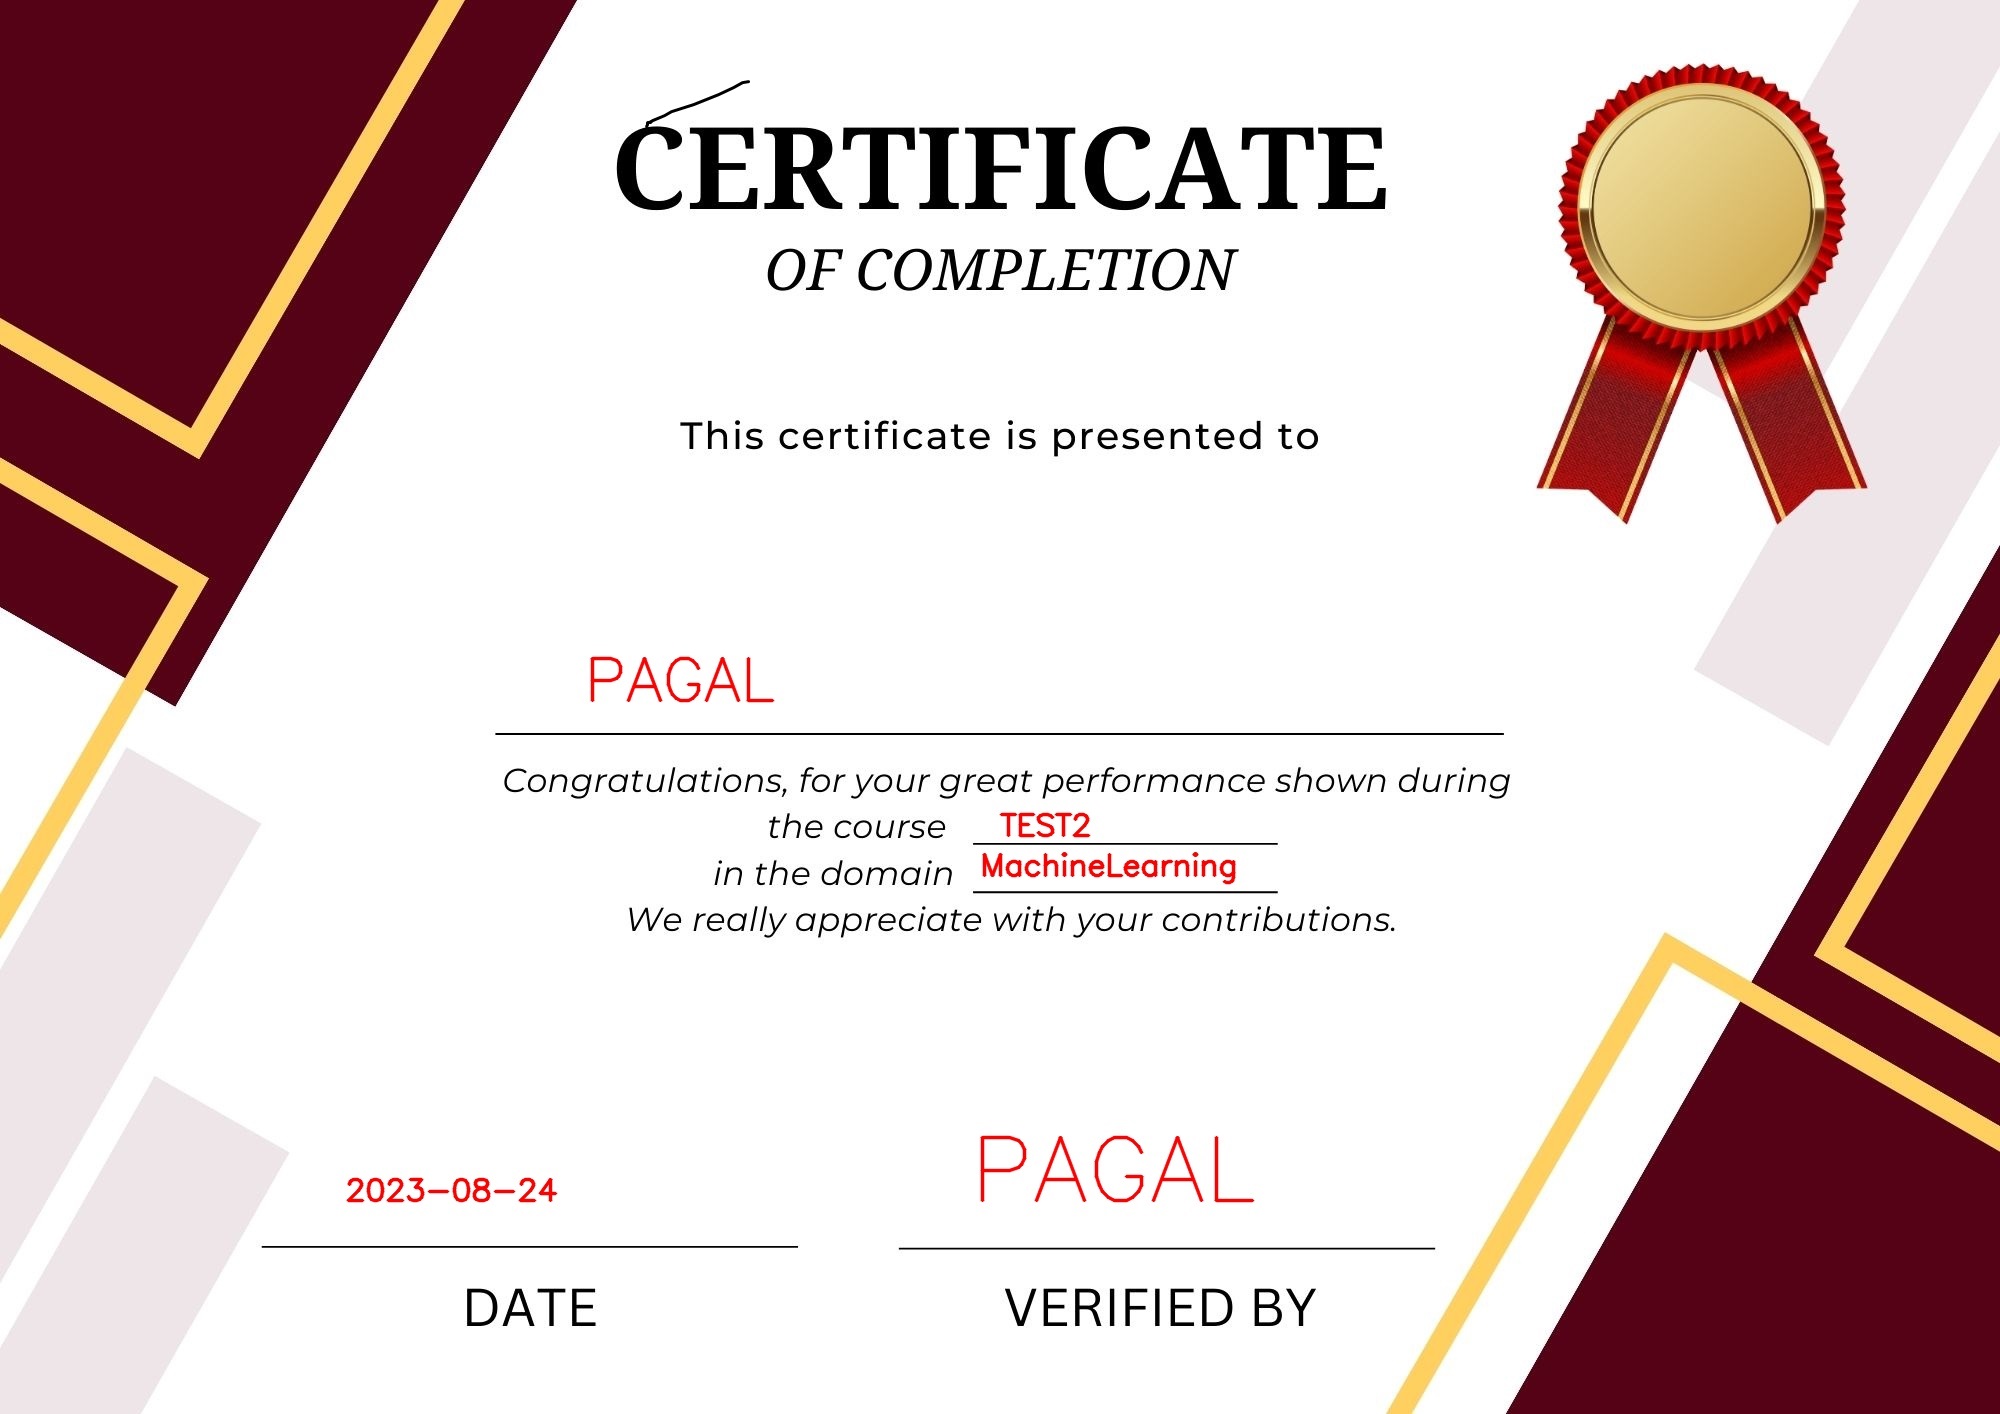 CERTIFICATE
OF COMPLETION
This certificate is presented to
PAGAL
Congratulations, for your great performance shown during
the course TEST2
in the domain MachineLearning
We really appreciate with your contributions.
2023-08-24
PAGAL
DATE
VERIFIED BY